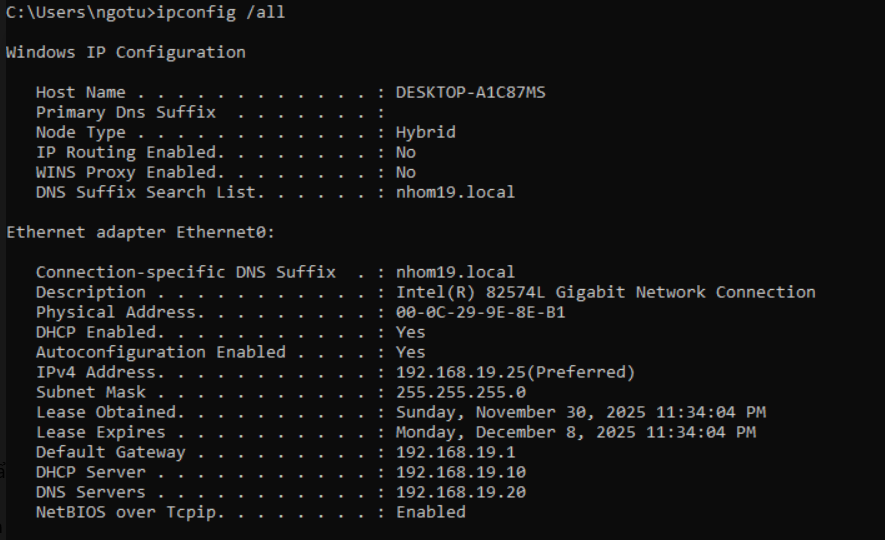 C:\Users\ngotu>ipconfig /all
Windows IP Configuration
Host Name . . . . . . . . . . . . : DESKTOP-A1C87MS
Primary Dns Suffix  . . . . . . . :
Node Type . . . . . . . . . . . . : Hybrid
IP Routing Enabled. . . . . . . . : No
WINS Proxy Enabled. . . . . . . . : No
DNS Suffix Search List. . . . . . : nhom19.local
Ethernet adapter Ethernet0:
Connection-specific DNS Suffix  . : nhom19.local
Description . . . . . . . . . . . : Intel(R) 82574L Gigabit Network Connection
Physical Address. . . . . . . . . : 00-0C-29-9E-8E-B1
DHCP Enabled. . . . . . . . . . . : Yes
Autoconfiguration Enabled . . . . : Yes
IPv4 Address. . . . . . . . . . . : 192.168.19.25(Preferred)
Subnet Mask . . . . . . . . . . . : 255.255.255.0
Lease Obtained. . . . . . . . . . : Sunday, November 30, 2025 11:34:04 PM
Lease Expires . . . . . . . . . . : Monday, December 8, 2025 11:34:04 PM
Default Gateway . . . . . . . . . : 192.168.19.1
DHCP Server . . . . . . . . . . . : 192.168.19.10
DNS Servers . . . . . . . . . . . : 192.168.19.20
NetBIOS over Tcpip. . . . . . . . : Enabled